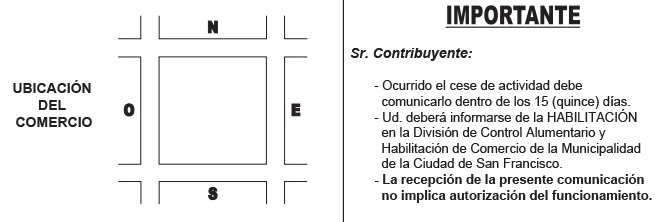 N
UBICACIÓN
DEL
COMERCIO
O
E
S
IMPORTANTE
Sr. Contribuyente:
- Ocurrido el cese de actividad debe
comunicarlo dentro de los 15 (quince) días.
- Ud. deberá informarse de la HABILITACIÓN
en la División de Control Alumentario y
Habilitación de Comercio de la Municipalidad
de la Ciudad de San Francisco.
- La recepción de la presente comunicación
no implica autorización del funcionamiento.